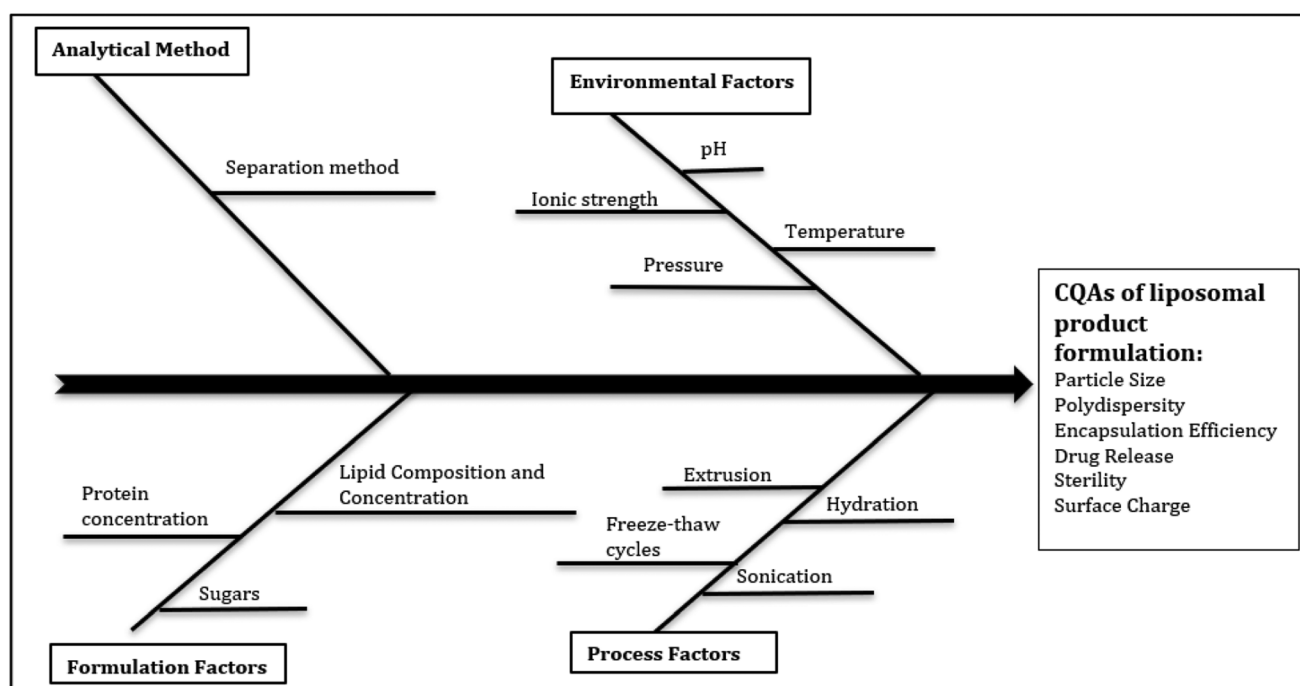 Analytical Method
Environmental Factors
pH
Separation method
Ionic strength
Temperature
Pressure
CQAs of liposomal
product
formulation:
Particle Size
Polydispersity
Encapsulation Efficiency
Drug Release
Sterility
Surface Charge
Lipid Composition and
Concentration
Protein
concentration
Sugars
Extrusion
Hydration
Freeze-thaw
cycles
Sonication
Formulation Factors
Process Factors